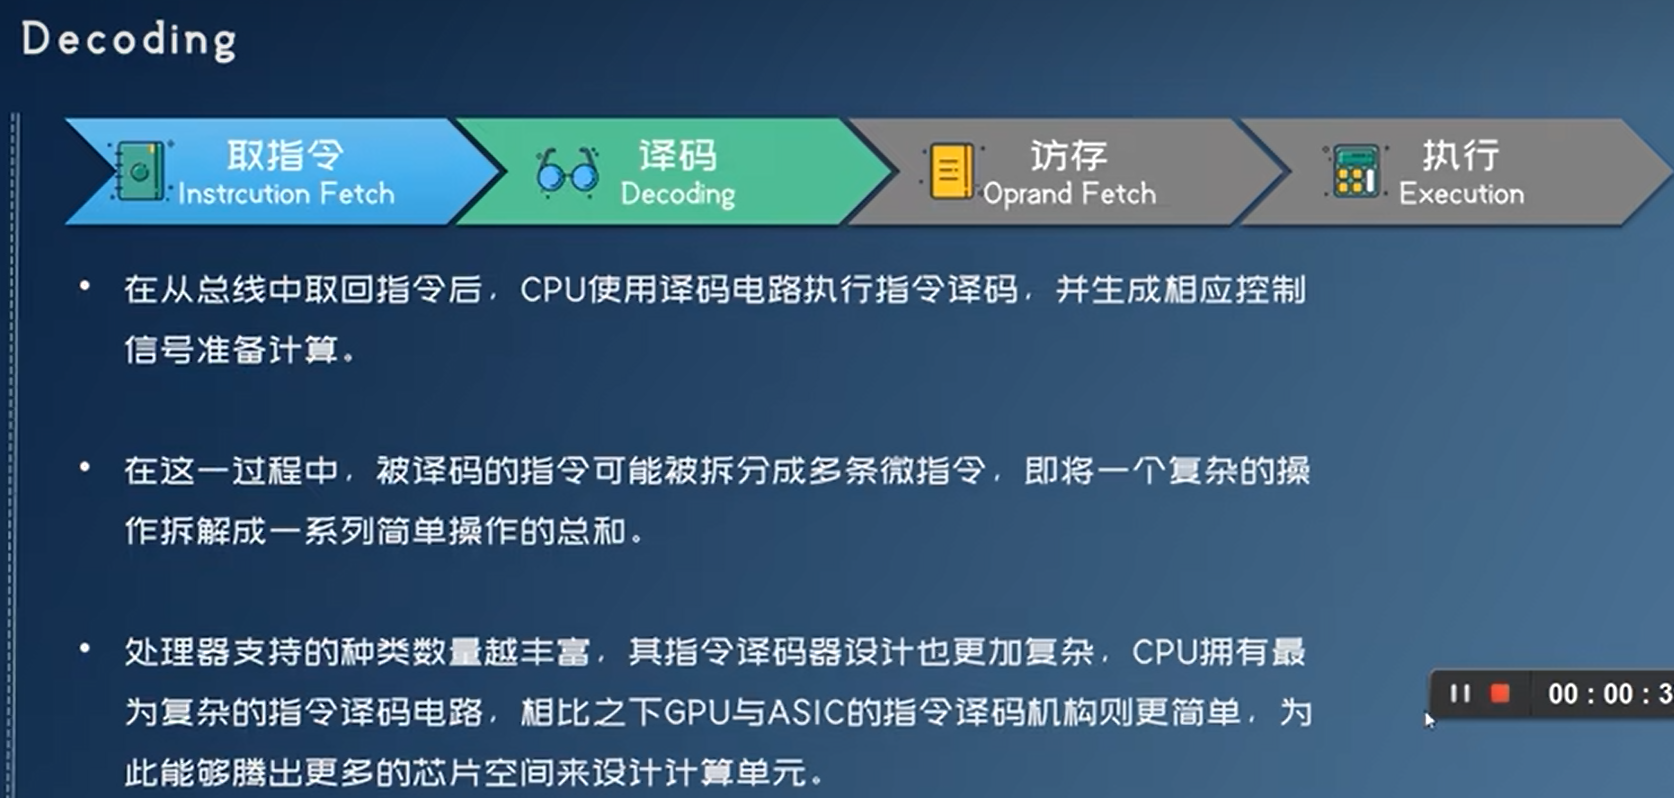 Decoding
取指令
Instrcution Fetch
译码
Decoding
访存
Oprand Fetch
执行
Execution
• 在从总线中取回指令后，CPU使用译码电路执行指令译码，并生成相应控制
信号准备计算。
• 在这一过程中，被译码的指令可能被拆分成多条微指令，即将一个复杂的操
作拆解成一系列简单操作的总和。
• 处理器支持的种类数量越丰富，其指令译码器设计也更加复杂，CPU拥有最
为复杂的指令译码电路，相比之下GPU与ASIC的指令译码机构则更简单，为
此能够腾出更多的芯片空间来设计计算单元。
00:00:3